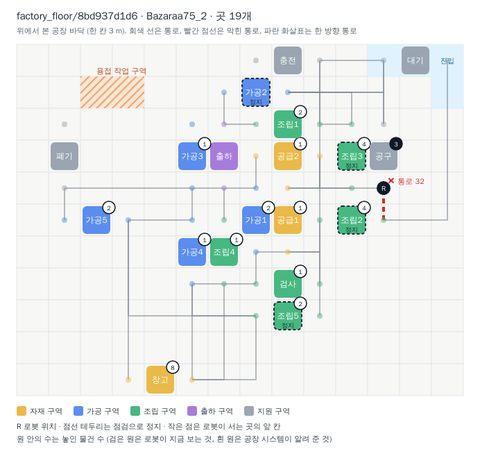 factory_floor/8bd937d1d6 · Bazaraa75_2 · 곳 19개
위에서 본 공장 바닥 (한 칸 3 m). 회색 선은 통로, 빨간 점선은 막힌 통로, 파란 화살표는 한 방향 통로
충전
대기
진입
용접 작업 구역
가공2
정지
2
조립1
폐기
1
가공3
출하
1
공급2
4
조립3
정지
3
공구
R
통로 32
2
가공5
2
가공1
1
공급1
4
조립2
정지
1
가공4
1
조립4
1
검사
2
조립5
정지
8
창고
자재 구역
가공 구역
조립 구역
출하 구역
지원 구역
R 로봇 위치 · 점선 테두리는 점검으로 정지 · 작은 점은 로봇이 서는 곳의 앞 칸
원 안의 수는 놓인 물건 수 (검은 원은 로봇이 지금 보는 것, 흰 원은 공장 시스템이 알려 준 것)